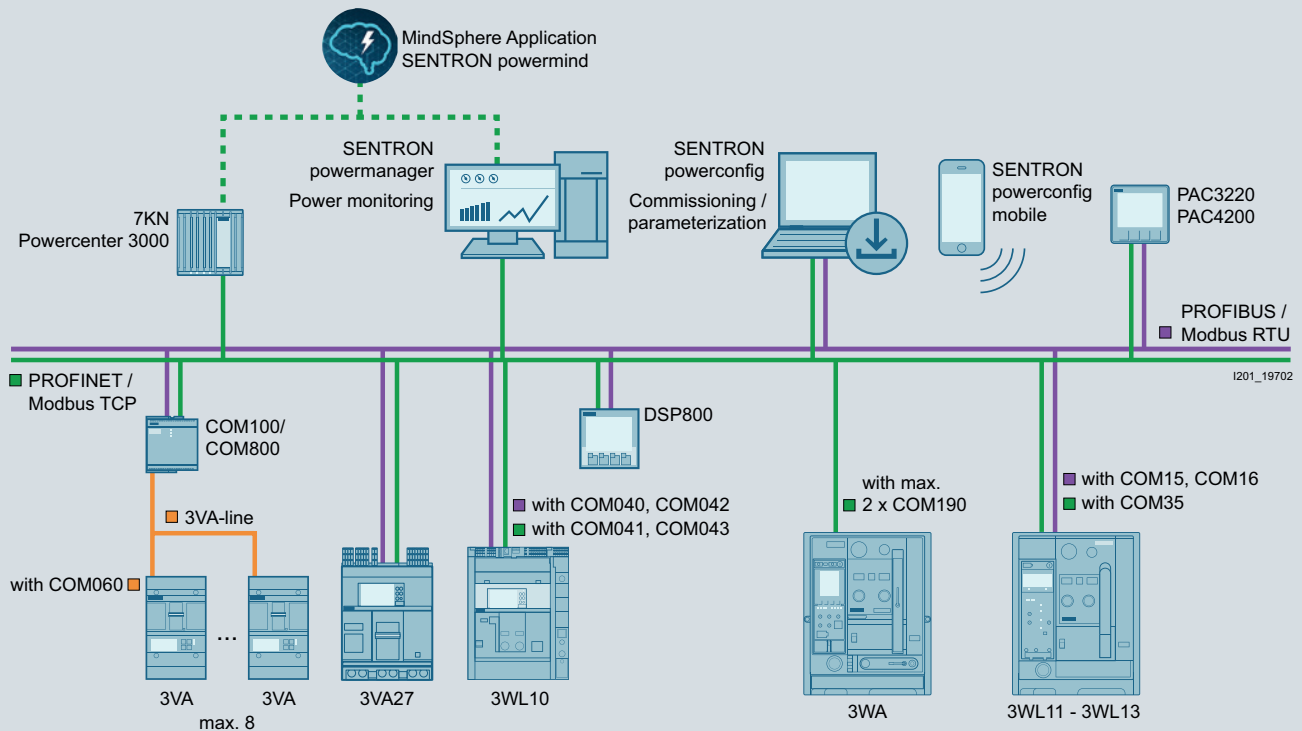 MindSphere Application
SENTRON powermind
SENTRON
powermanager
Power monitoring
SENTRON
powerconfig
Commissioning /
parameterization
SENTRON
powerconfig
mobile
PAC3220
PAC4200
7KN
Powercenter 3000
PROFIBUS /
Modbus RTU
I201_19702
PROFINET /
Modbus TCP
COM100/
COM800
DSP800
3VA-line
with COM040, COM042
with COM041, COM043
with max.
2 x COM190
with COM15, COM16
with COM35
with COM060
...
3VA
3VA
max. 8
3VA27
3WL10
3WA
3WL11 - 3WL13